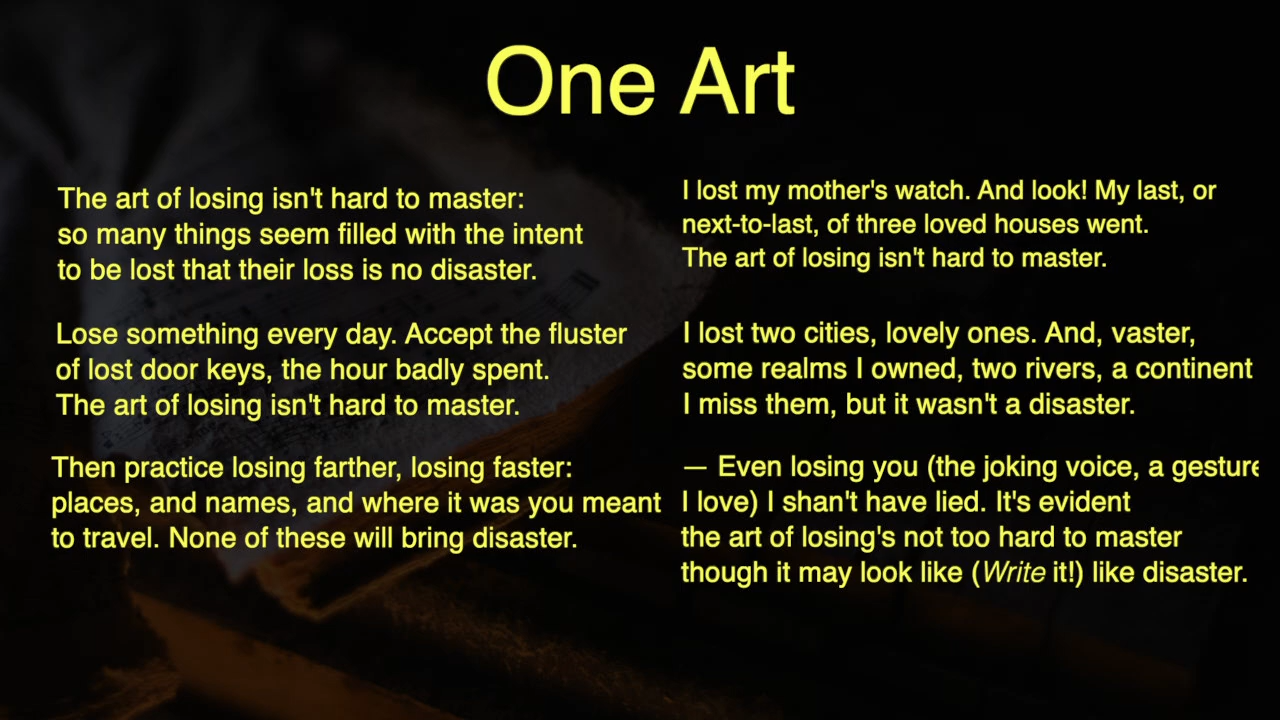 One Art
The art of losing isn't hard to master:
so many things seem filled with the intent
to be lost that their loss is no disaster.
Lose something every day. Accept the fluster
of lost door keys, the hour badly spent.
The art of losing isn't hard to master.
Then practice losing farther, losing faster:
places, and names, and where it was you meant
to travel. None of these will bring disaster.
I lost my mother's watch. And look! My last, or
next-to-last, of three loved houses went.
The art of losing isn't hard to master.
I lost two cities, lovely ones. And, vaster,
some realms I owned, two rivers, a continent
I miss them, but it wasn't a disaster.
— Even losing you (the joking voice, a gesture
I love) I shan't have lied. It's evident
the art of losing's not too hard to master
though it may look like (Write it!) like disaster.